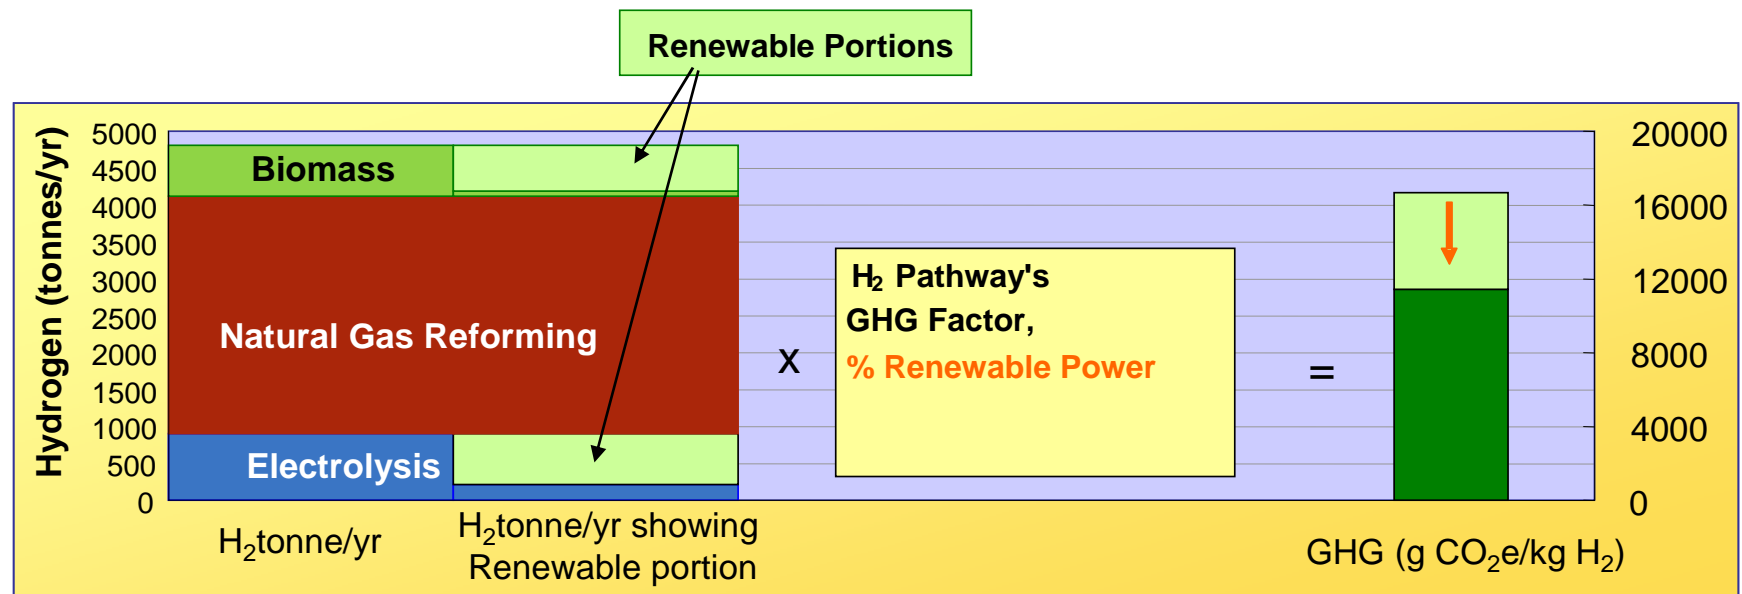 Renewable Portions
Hydrogen (tonnes/yr)
5000
4500
4000
3500
3000
2500
2000
1500
1000
500
0
Biomass
Natural Gas Reforming
Electrolysis
H₂tonne/yr
H₂tonne/yr showing
Renewable portion
x
H₂ Pathway's
GHG Factor,
% Renewable Power
=
20000
16000
12000
8000
4000
0
GHG (g CO₂e/kg H₂)